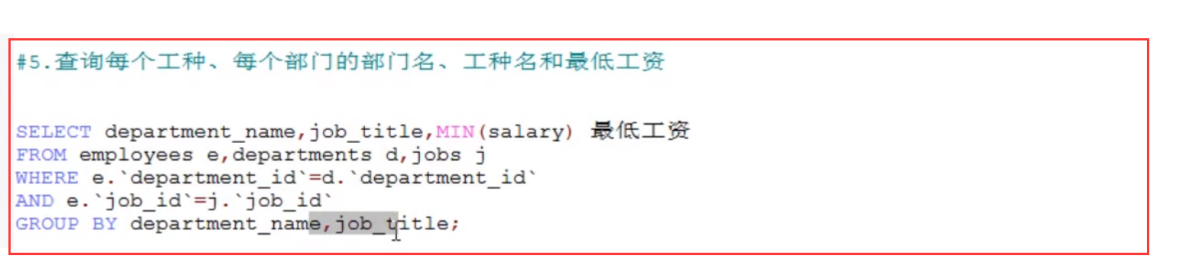 #5.查询每个工种、每个部门的部门名、工种名和最低工资
SELECT department_name,job_title,MIN(salary) 最低工资
FROM employees e,departments d,jobs j
WHERE e.`department_id`=d.`department_id`
AND e.`job_id`=j.`job_id`
GROUP BY department_name,job_title;